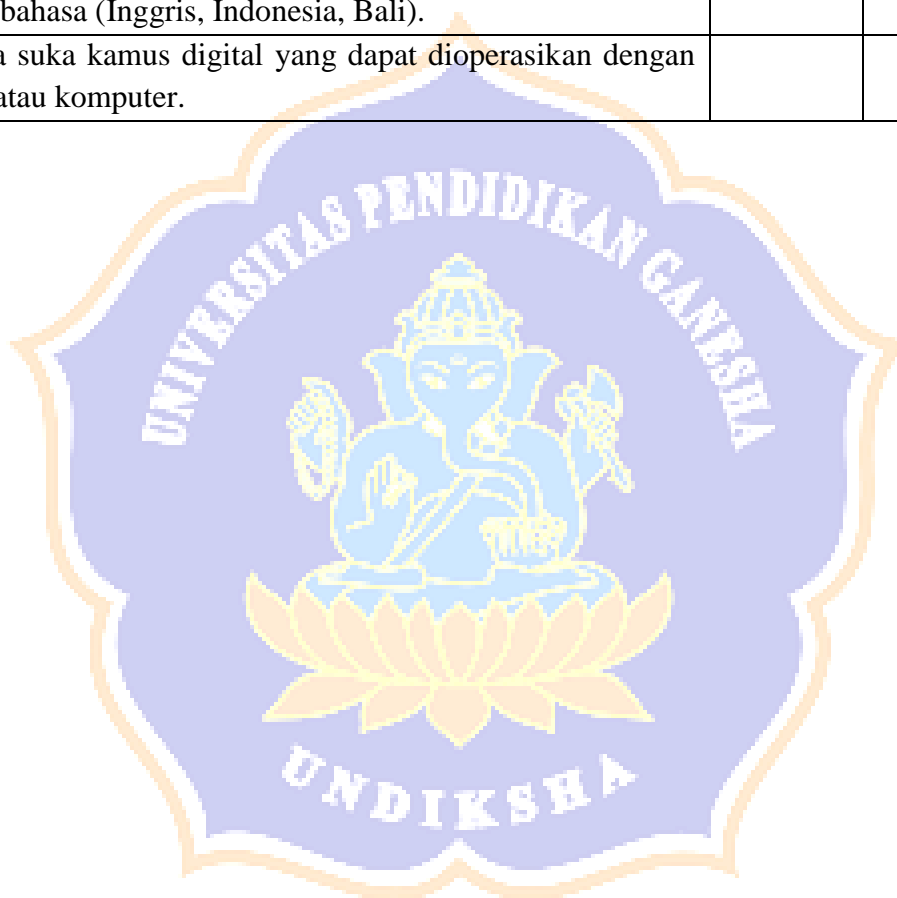 bahasa (Inggris, Indonesia, Bali).
a suka kamus digital yang dapat dioperasikan dengan
atau komputer.
UNIVERSITAS PENDIDIKAN GANESHA
UNDIKSHA